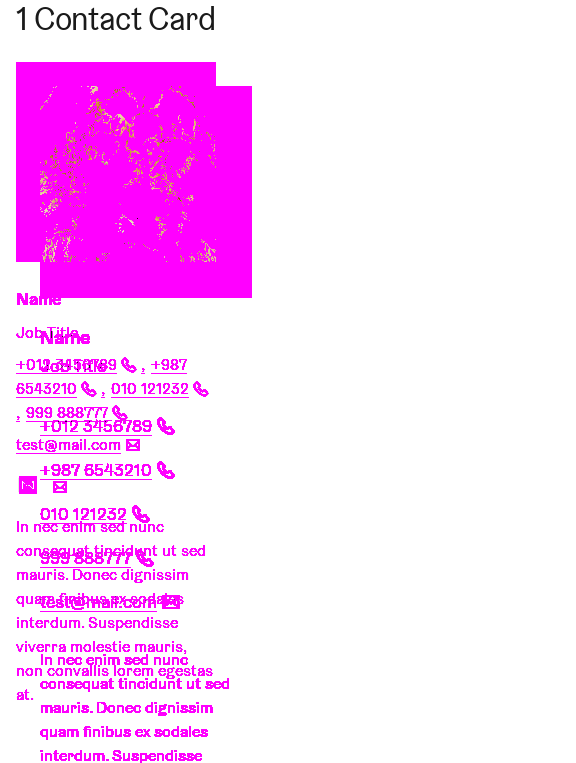 1 Contact Card
Name
Job Title
Name
+012 3456789 , +987
Job Title
6543210 , 010 121232
, 999 888777
+012 3456789
test@mail.com
+987 6543210
010 121232
In nec enim sed nunc
consequat tincidunt ut sed
999 888777
mauris. Donec dignissim
quam finibus ex sodales
test@mail.com
interdum. Suspendisse
viverra molestie mauris,
In nec enim sed nunc
non convallis lorem egestas
consequat tincidunt ut sed
at.
mauris. Donec dignissim
quam finibus ex sodales
interdum. Suspendisse